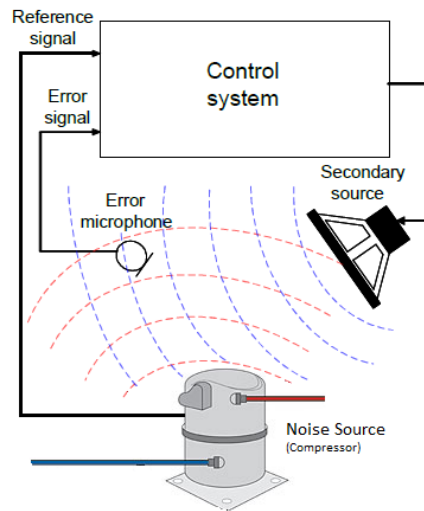 Reference
signal
Control
system
Error
signal
Secondary
source
Error
microphone
Noise Source
(Compressor)